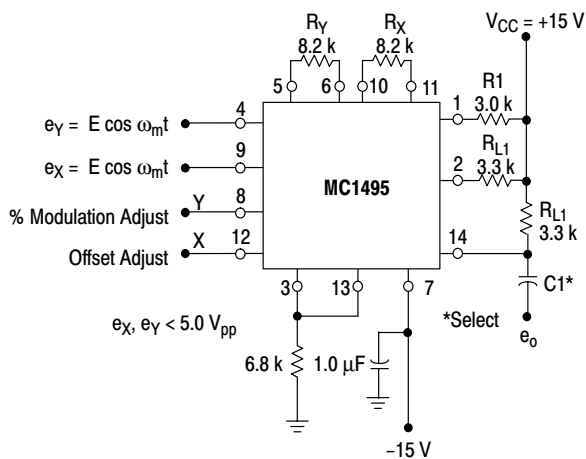 RY
8.2 k
RX
8.2 k
VCC = +15 V
5
6
10
11
4
eY = E cos ωmt
1
R1
3.0 k
9
eX = E cos ωmt
2
RL1
3.3 k
MC1495
% Modulation Adjust
Y
8
Offset Adjust
X
12
14
RL1
3.3 k
C1*
3
13
7
*Select
eo
eX, eY < 5.0 Vpp
6.8 k
1.0 μF
–15 V